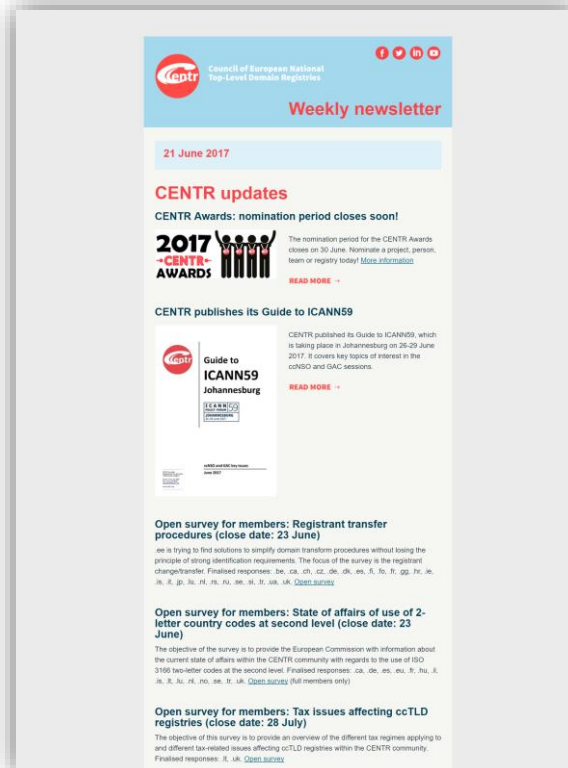 Centr
Council of European National
Top-Level Domain Registries
Weekly newsletter
21 June 2017
CENTR updates
CENTR Awards: nomination period closes soon!
2017
CENTR
AWARDS
The nomination period for the CENTR Awards
closes on 30 June. Nominate a project, person,
team or registry today! More information
READ MORE →
CENTR publishes its Guide to ICANN59
Centr
Guide to
ICANN59
Johannesburg
ICANN 59
POLICY FORUM
JOHANNESBURG
ccNSO and GAC key issues
June 2017
CENTR published its Guide to ICANN59, which
is taking place in Johannesburg on 26-29 June
2017. It covers key topics of interest in the
ccNSO and GAC sessions.
READ MORE →
Open survey for members: Registrant transfer
procedures (close date: 23 June)
.ee is trying to find solutions to simplify domain transform procedures without losing the
principle of strong identification requirements. The focus of the survey is the registrant
change/transfer. Finalised responses: .be, .ca, .ch, .cz, .de, .dk, .es, .fi, .fo, .fr, .gg, .hr, .ie,
.is, .it, .jp, .lu, .nl, .rs, .ru, .se, .si, .tr, .ua, .uk. Open survey
Open survey for members: State of affairs of use of 2-
letter country codes at second level (close date: 23
June)
The objective of the survey is to provide the European Commission with information about
the current state of affairs within the CENTR community with regards to the use of ISO
3166 two-letter codes at the second level. Finalised responses: .ca, .de, .es, .eu, .fr, .hu, .il,
.is, .lt, .lu, .nl, .no, .se, .tr, .uk. Open survey (full members only)
Open survey for members: Tax issues affecting ccTLD
registries (close date: 28 July)
The objective of this survey is to provide an overview of the different tax regimes applying to
and different tax-related issues affecting ccTLD registries within the CENTR community.
Finalised responses: .lt, .uk. Open survey